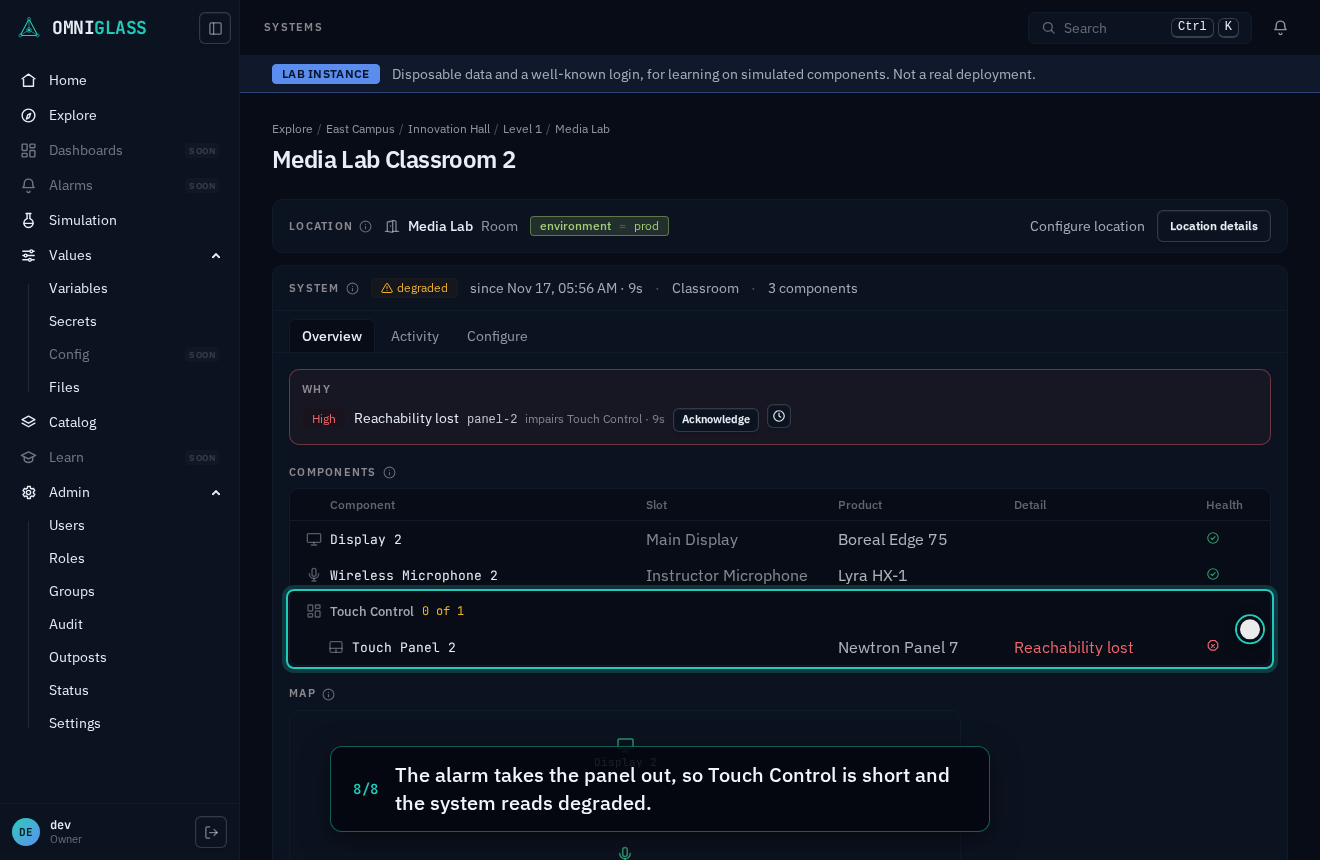 OMNIGLASS
SYSTEMS
Search
Ctrl K
LAB INSTANCE Disposable data and a well-known login, for learning on simulated components. Not a real deployment.
Home
Explore
Dashboards SOON
Alarms SOON
Simulation
Values
Variables
Secrets
Config SOON
Files
Catalog
Learn SOON
Admin
Users
Roles
Groups
Audit
Outposts
Status
Settings
DE dev
Owner
Explore / East Campus / Innovation Hall / Level 1 / Media Lab
Media Lab Classroom 2
LOCATION Media Lab Room environment = prod Configure location Location details
SYSTEM degraded since Nov 17, 05:56 AM · 9s · Classroom · 3 components
Overview Activity Configure
WHY
High Reachability lost panel-2 impairs Touch Control · 9s Acknowledge
COMPONENTS
Component Slot Product Detail Health
Display 2 Main Display Boreal Edge 75
Wireless Microphone 2 Instructor Microphone Lyra HX-1
Touch Control 0 of 1
Touch Panel 2 Newtron Panel 7 Reachability lost
MAP
Display 2
8/8 The alarm takes the panel out, so Touch Control is short and
the system reads degraded.